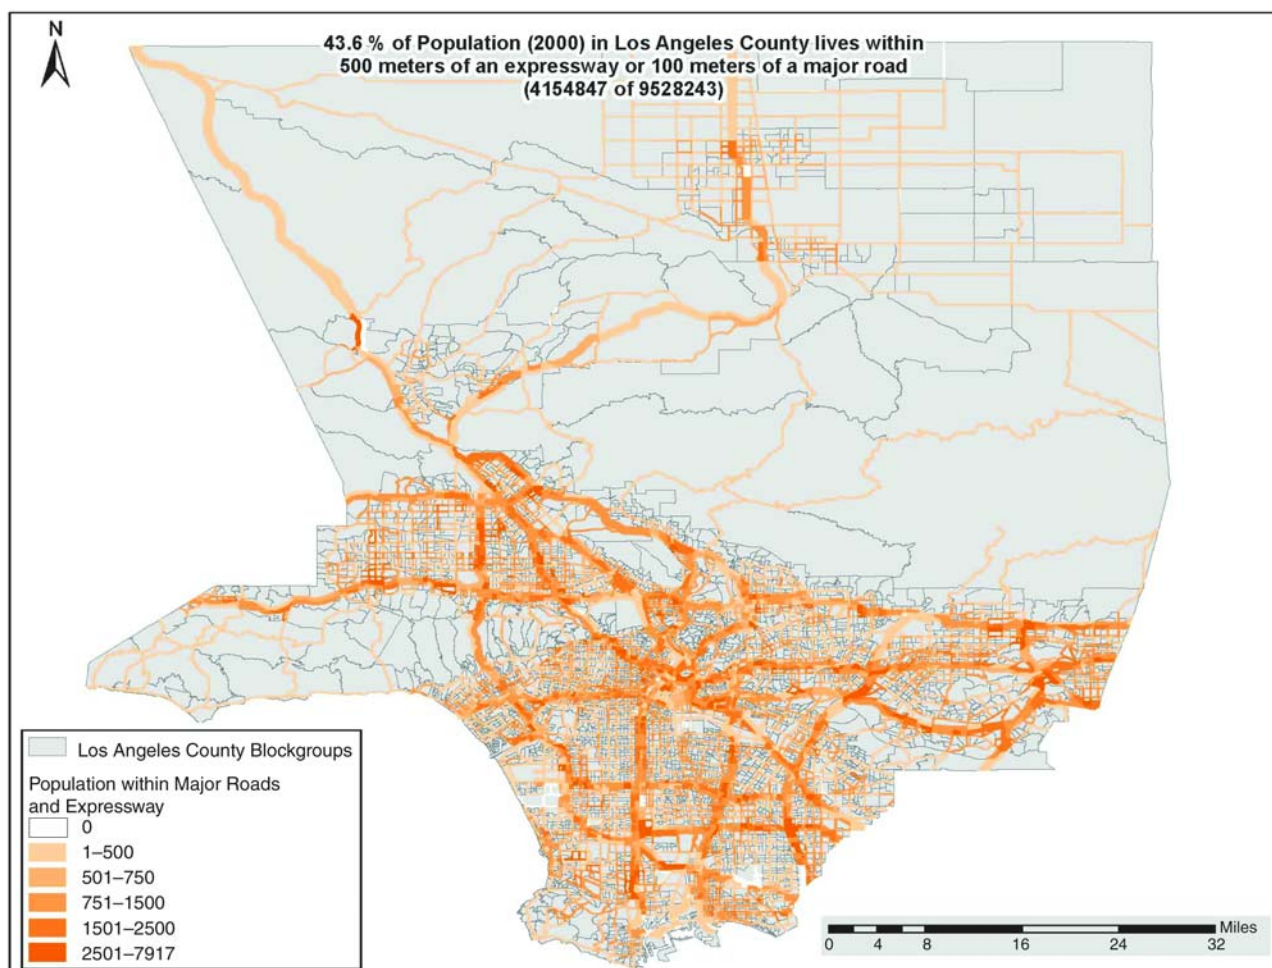 N
43.6 % of Population (2000) in Los Angeles County lives within
500 meters of an expressway or 100 meters of a major road
(4154847 of 9528243)
Los Angeles County Blockgroups
Population within Major Roads
and Expressway
0
1–500
501–750
751–1500
1501–2500
2501–7917
Miles
0 4 8 16 24 32